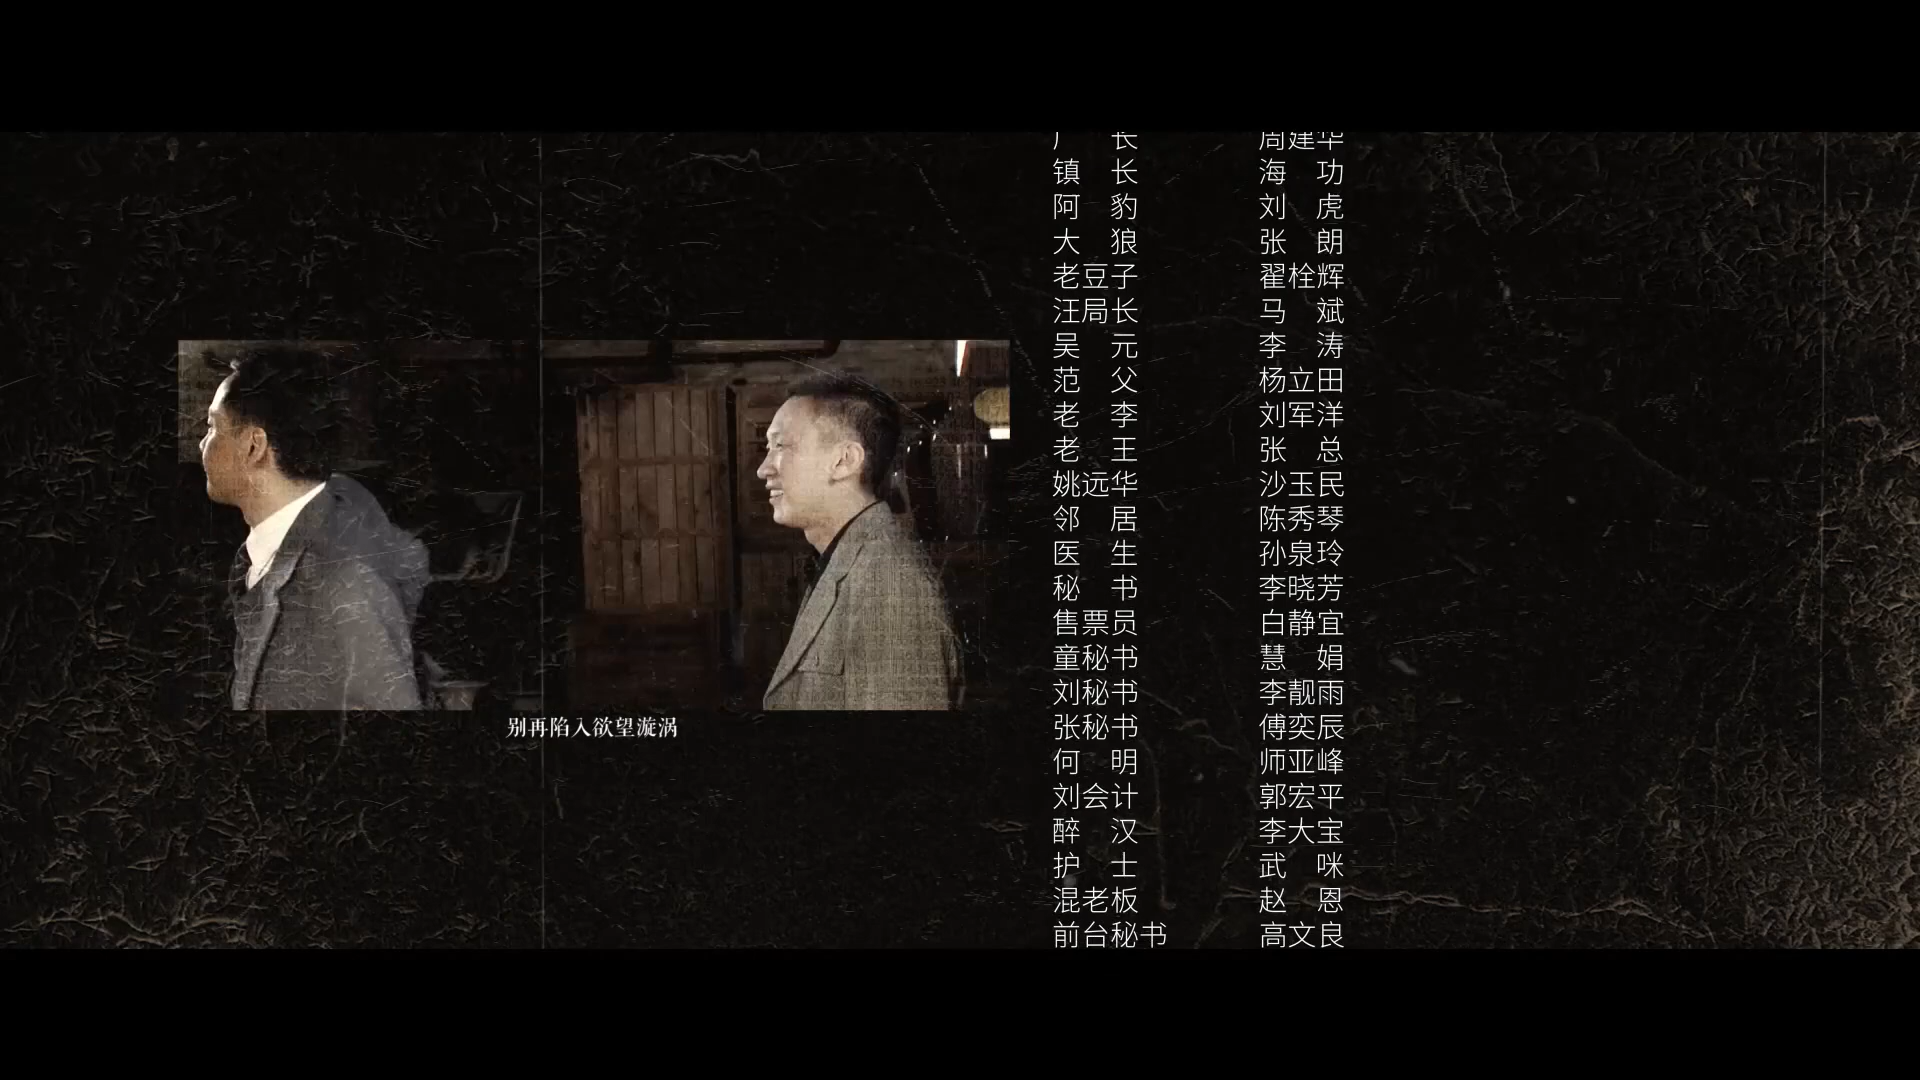 厂 长 周建华
镇 长 海 功
阿 豹 刘 虎
大 狼 张 朗
老豆子 翟栓辉
汪局长 马 斌
吴 元 李 涛
范 父 杨立田
老 李 刘军洋
老 王 张 总
姚远华 沙玉民
邻 居 陈秀琴
医 生 孙泉玲
秘 书 李晓芳
售票员 白静宜
童秘书 慧 娟
刘秘书 李靓雨
张秘书 傅奕辰
何 明 师亚峰
刘会计 郭宏平
醉 汉 李大宝
护 士 武 咪
混老板 赵 恩
前台秘书 高文良
别再陷入欲望漩涡